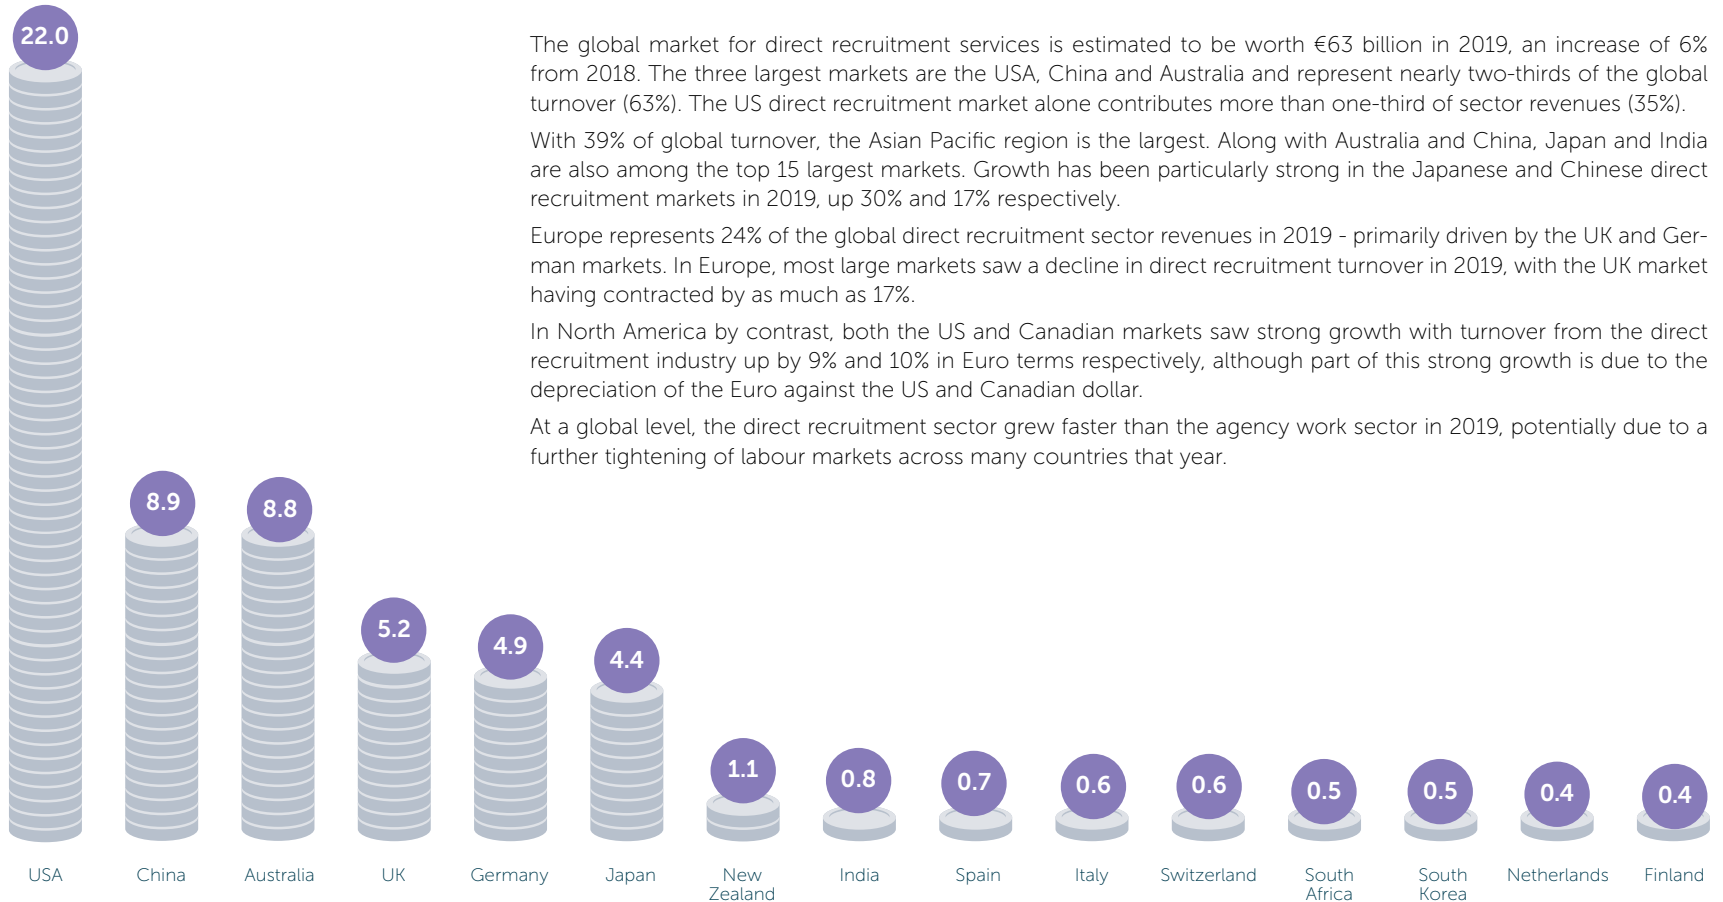 22.0
The global market for direct recruitment services is estimated to be worth €63 billion in 2019, an increase of 6%
from 2018. The three largest markets are the USA, China and Australia and represent nearly two-thirds of the global
turnover (63%). The US direct recruitment market alone contributes more than one-third of sector revenues (35%).
With 39% of global turnover, the Asian Pacific region is the largest. Along with Australia and China, Japan and India
are also among the top 15 largest markets. Growth has been particularly strong in the Japanese and Chinese direct
recruitment markets in 2019, up 30% and 17% respectively.
Europe represents 24% of the global direct recruitment sector revenues in 2019 - primarily driven by the UK and Ger-
man markets. In Europe, most large markets saw a decline in direct recruitment turnover in 2019, with the UK market
having contracted by as much as 17%.
In North America by contrast, both the US and Canadian markets saw strong growth with turnover from the direct
recruitment industry up by 9% and 10% in Euro terms respectively, although part of this strong growth is due to the
depreciation of the Euro against the US and Canadian dollar.
At a global level, the direct recruitment sector grew faster than the agency work sector in 2019, potentially due to a
further tightening of labour markets across many countries that year.
8.9
8.8
5.2
4.9
4.4
1.1
0.8
0.7
0.6
0.6
0.5
0.5
0.4
0.4
USA
China
Australia
UK
Germany
Japan
New
Zealand
India
Spain
Italy
Switzerland
South
Africa
South
Korea
Netherlands
Finland